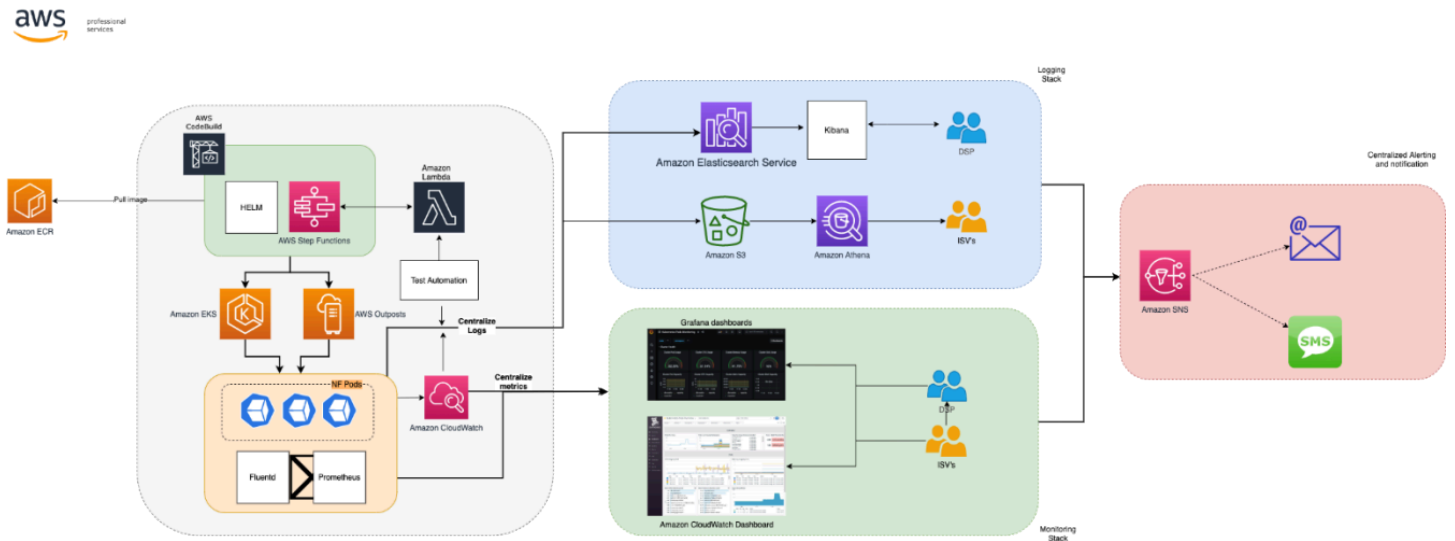 aws
professional
services
Logging
Stack
AWS
CodeBuild
Amazon
Lambda
Kibana
DSP
Amazon Elasticsearch Service
Centralized Alerting
and notification
Pull image
HELM
Amazon ECR
AWS Step Functions
ISV's
Amazon S3
Amazon Athena
@
Test Automation
Amazon SNS
Amazon EKS
AWS Outposts
Centralize
Logs
Grafana dashboards
SMS
NF Pods
Centralize
metrics
DSP
Amazon CloudWatch
ISV's
Fluentd
Prometheus
Amazon CloudWatch Dashboard
Monitoring
Stack